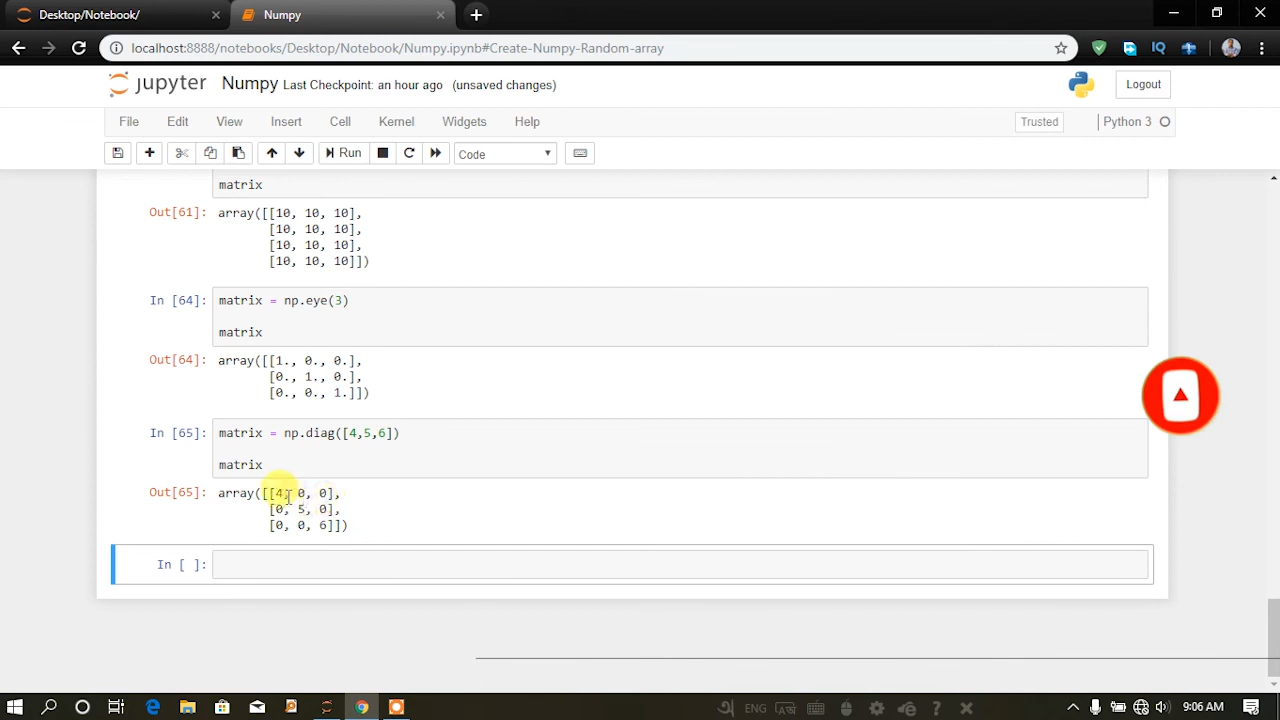 Desktop/Notebook/
Numpy
localhost:8888/notebooks/Desktop/Notebook/Numpy.ipynb#Create-Numpy-Random-array
IQ
jupyter Numpy Last Checkpoint: an hour ago (unsaved changes)
Logout
File Edit View Insert Cell Kernel Widgets Help
Trusted
Python 3
Run
Code
matrix
Out[61]: array([[10, 10, 10],
[10, 10, 10],
[10, 10, 10],
[10, 10, 10]])
In [64]: matrix = np.eye(3)
matrix
Out[64]: array([[1., 0., 0.],
[0., 1., 0.],
[0., 0., 1.]])
In [65]: matrix = np.diag([4,5,6])
matrix
Out[65]: array([[4, 0, 0],
[0, 5, 0],
[0, 0, 6]])
In [ ]:
ENG
9:06 AM